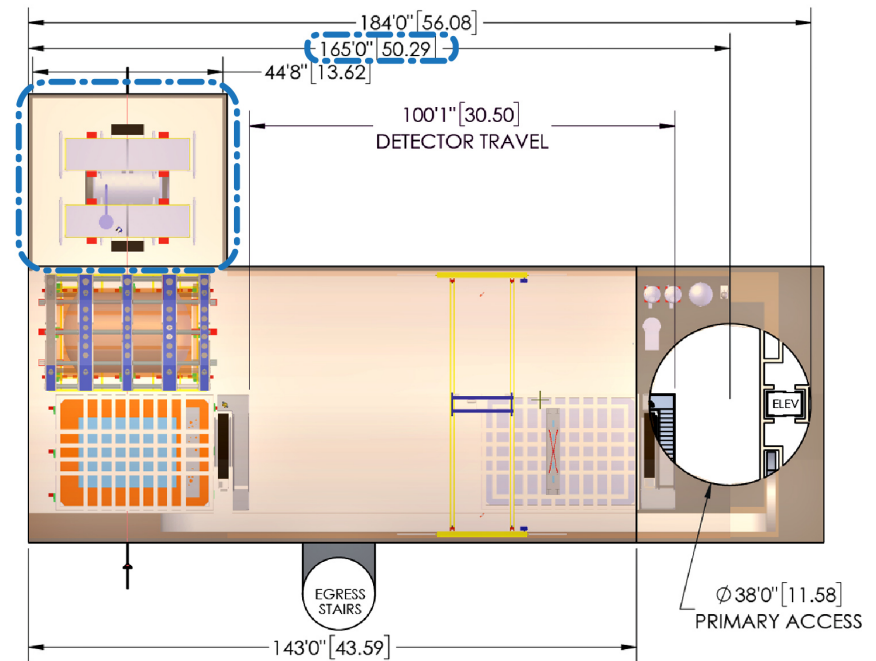 184'0" [56.08]
165'0" [50.29]
44'8" [13.62]
100'1" [30.50]
DETECTOR TRAVEL
ELEV
EGRESS
STAIRS
Ø 38'0" [11.58]
PRIMARY ACCESS
143'0" [43.59]